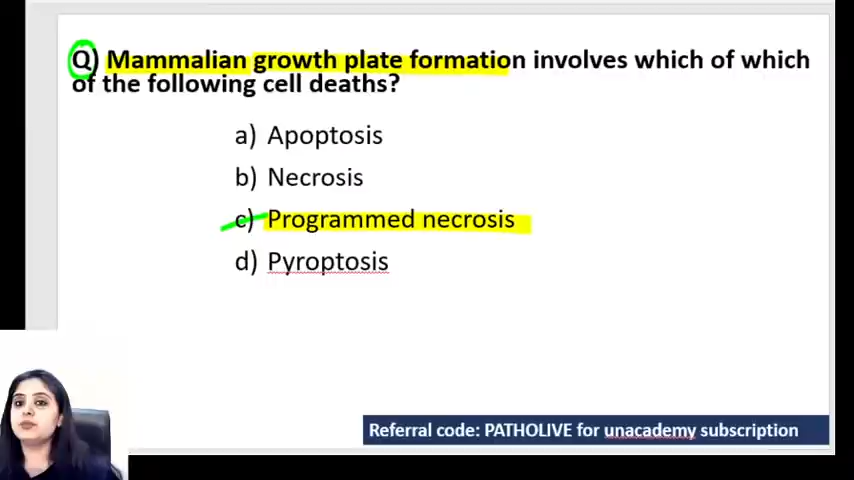 Q) Mammalian growth plate formation involves which of which
of the following cell deaths?
a) Apoptosis
b) Necrosis
c) Programmed necrosis
d) Pyroptosis
Referral code: PATHOLIVE for unacademy subscription